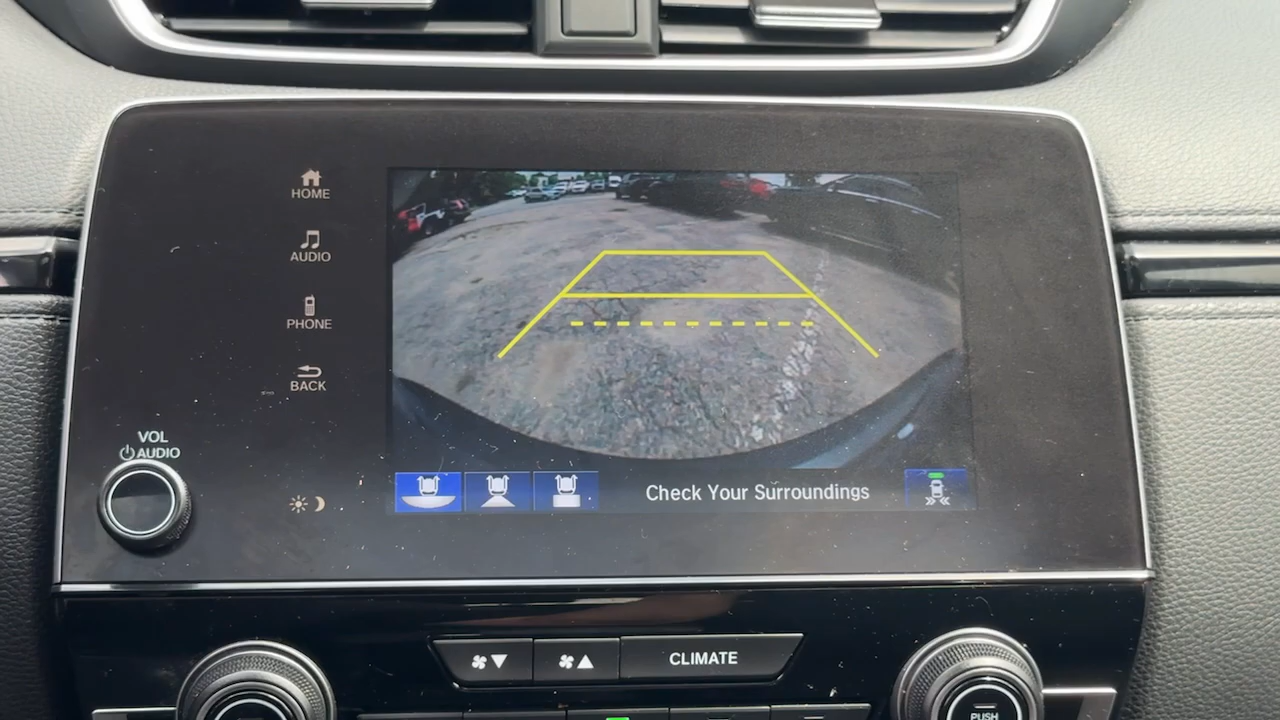 HOME
AUDIO
PHONE
BACK
VOL
AUDIO
Check Your Surroundings
CLIMATE
PUSH